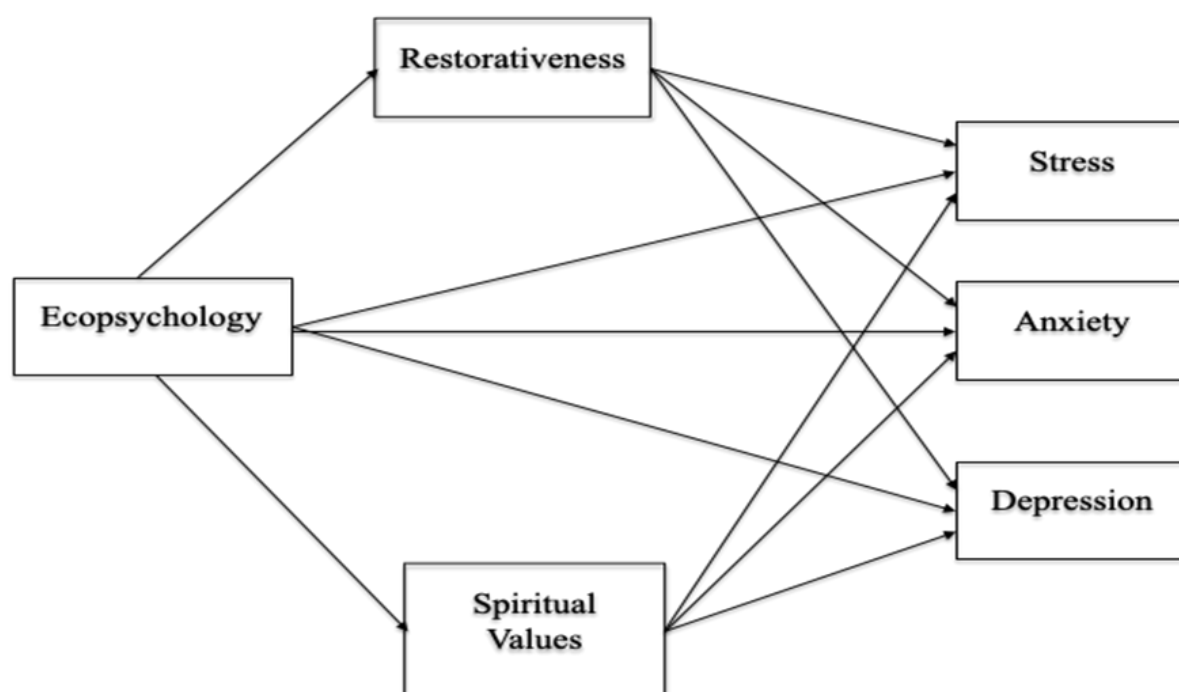 Restorativeness
Stress
Ecopsychology
Anxiety
Depression
Spiritual
Values